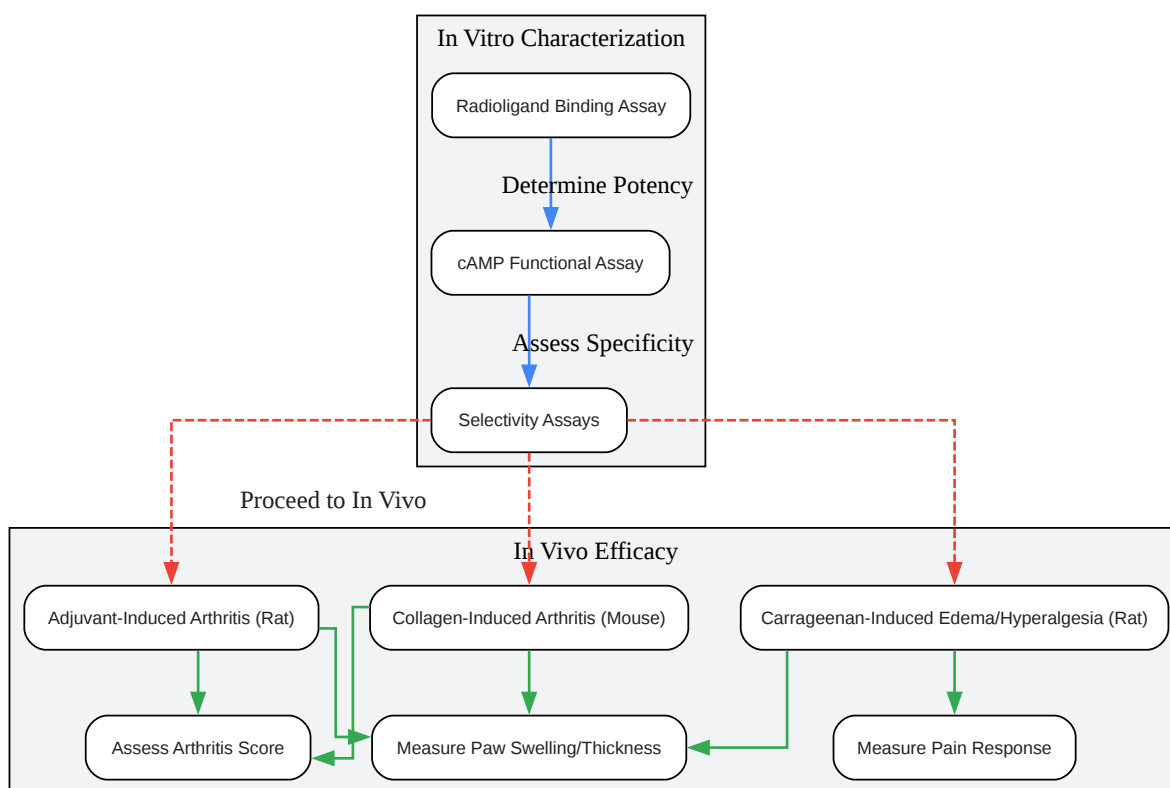 In Vitro Characterization
Radioligand Binding Assay
Determine Potency
cAMP Functional Assay
Assess Specificity
Selectivity Assays
Proceed to In Vivo
In Vivo Efficacy
Adjuvant-Induced Arthritis (Rat)
Collagen-Induced Arthritis (Mouse)
Carrageenan-Induced Edema/Hyperalgesia (Rat)
Assess Arthritis Score
Measure Paw Swelling/Thickness
Measure Pain Response